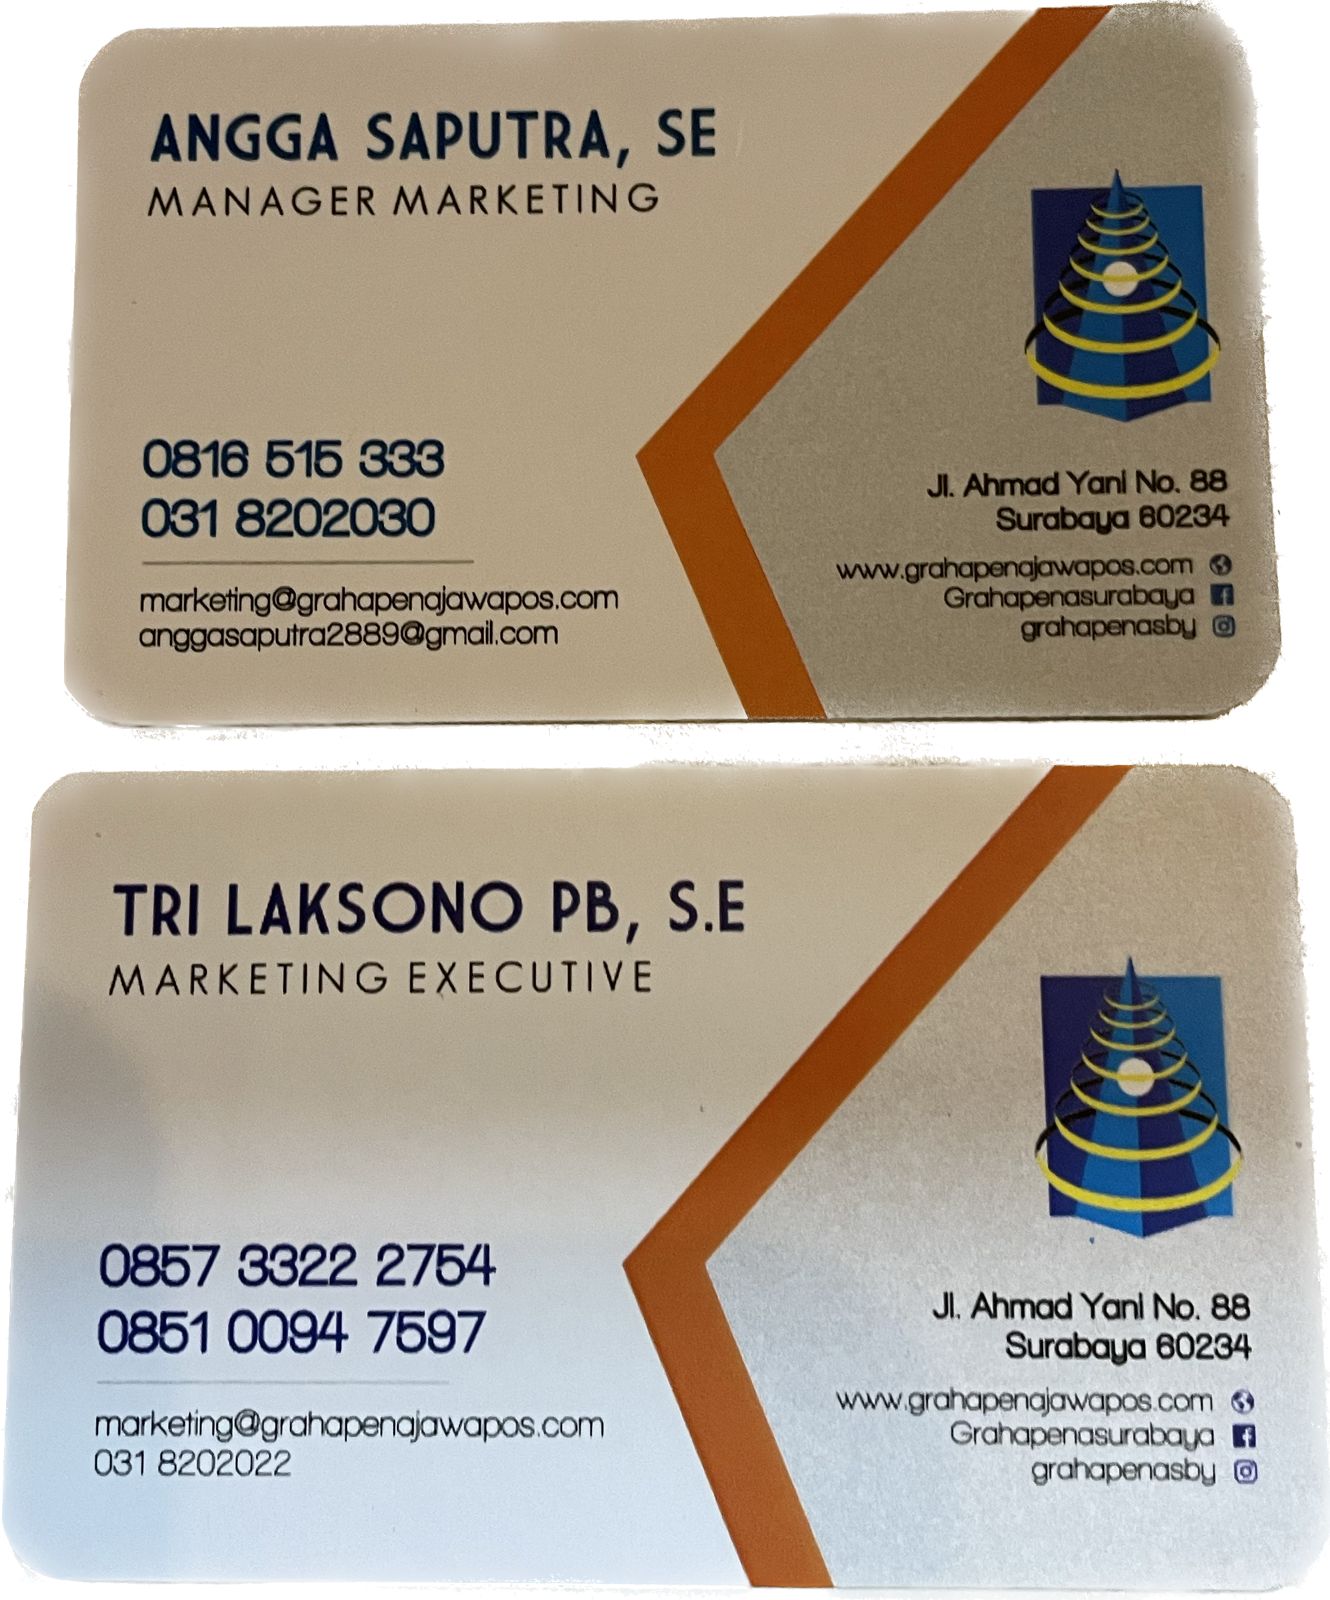 ANGGA SAPUTRA, SE
MANAGER MARKETING
0816 515 333
031 8202030
marketing@grahapenajawapos.com
anggasaputra2889@gmail.com
Jl. Ahmad Yani No. 88
Surabaya 60234
www.grahapenajawapos.com
Grahapenasurabaya
grahapenasby
TRI LAKSONO PB, S.E
MARKETING EXECUTIVE
0857 3322 2754
0851 0094 7597
marketing@grahapenajawapos.com
031 8202022
Jl. Ahmad Yani No. 88
Surabaya 60234
www.grahapenajawapos.com
Grahapenasurabaya
grahapenasby